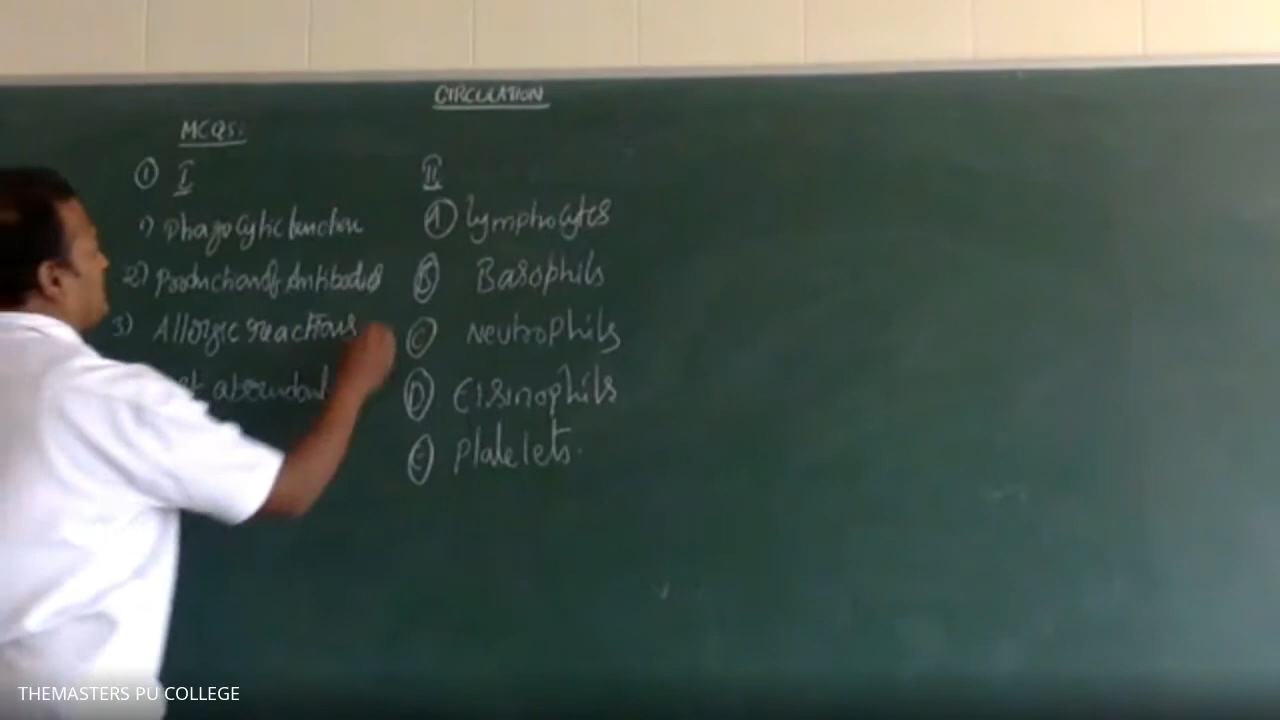 CIRCULATION
MCQS:
① I II
1) Phagocytic function Ⓐ lymphocytes
2) Production of Antibodies Ⓑ Basophils
3) Allergic reactions Ⓒ Neutrophils
abundant Ⓓ Eisinophils
Ⓔ Platelets.
THEMASTERS PU COLLEGE